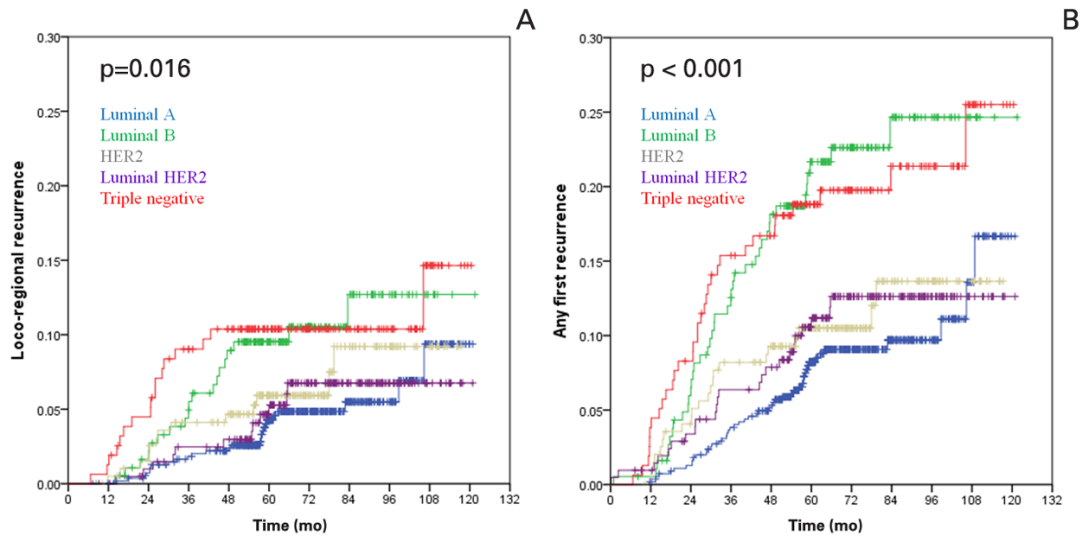 A
Loco-regional recurrence
0.30
0.25
0.20
0.15
0.10
0.05
0.00
p=0.016
Luminal A
Luminal B
HER2
Luminal HER2
Triple negative
0 12 24 36 48 60 72 84 96 108 120 132
Time (mo)
B
Any first recurrence
0.30
0.25
0.20
0.15
0.10
0.05
0.00
p < 0.001
Luminal A
Luminal B
HER2
Luminal HER2
Triple negative
0 12 24 36 48 60 72 84 96 108 120 132
Time (mo)